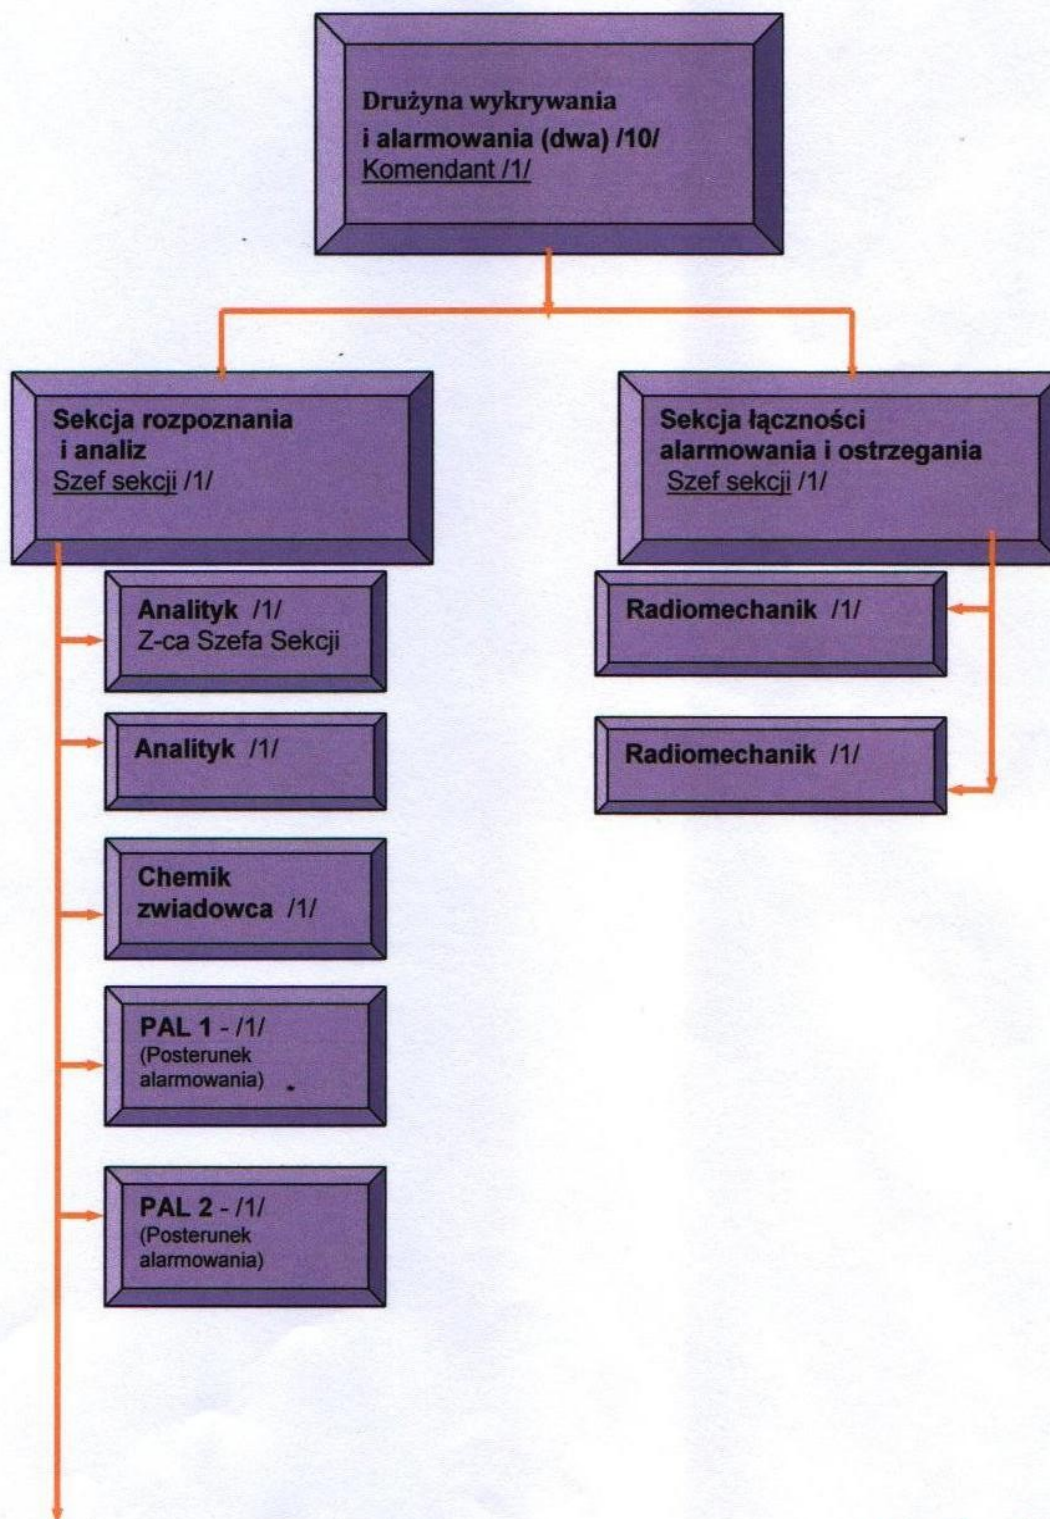 Drużyna wykrywania
i alarmowania (dwa) /10/
Komendant /1/
Sekcja rozpoznania
i analiz
Szef sekcji /1/
Sekcja łączności
alarmowania i ostrzegania
Szef sekcji /1/
Analityk /1/
Z-ca Szefa Sekcji
Analityk /1/
Chemik
zwiadowca /1/
PAL 1 - /1/
(Posterunek
alarmowania)
PAL 2 - /1/
(Posterunek
alarmowania)
Radiomechanik /1/
Radiomechanik /1/